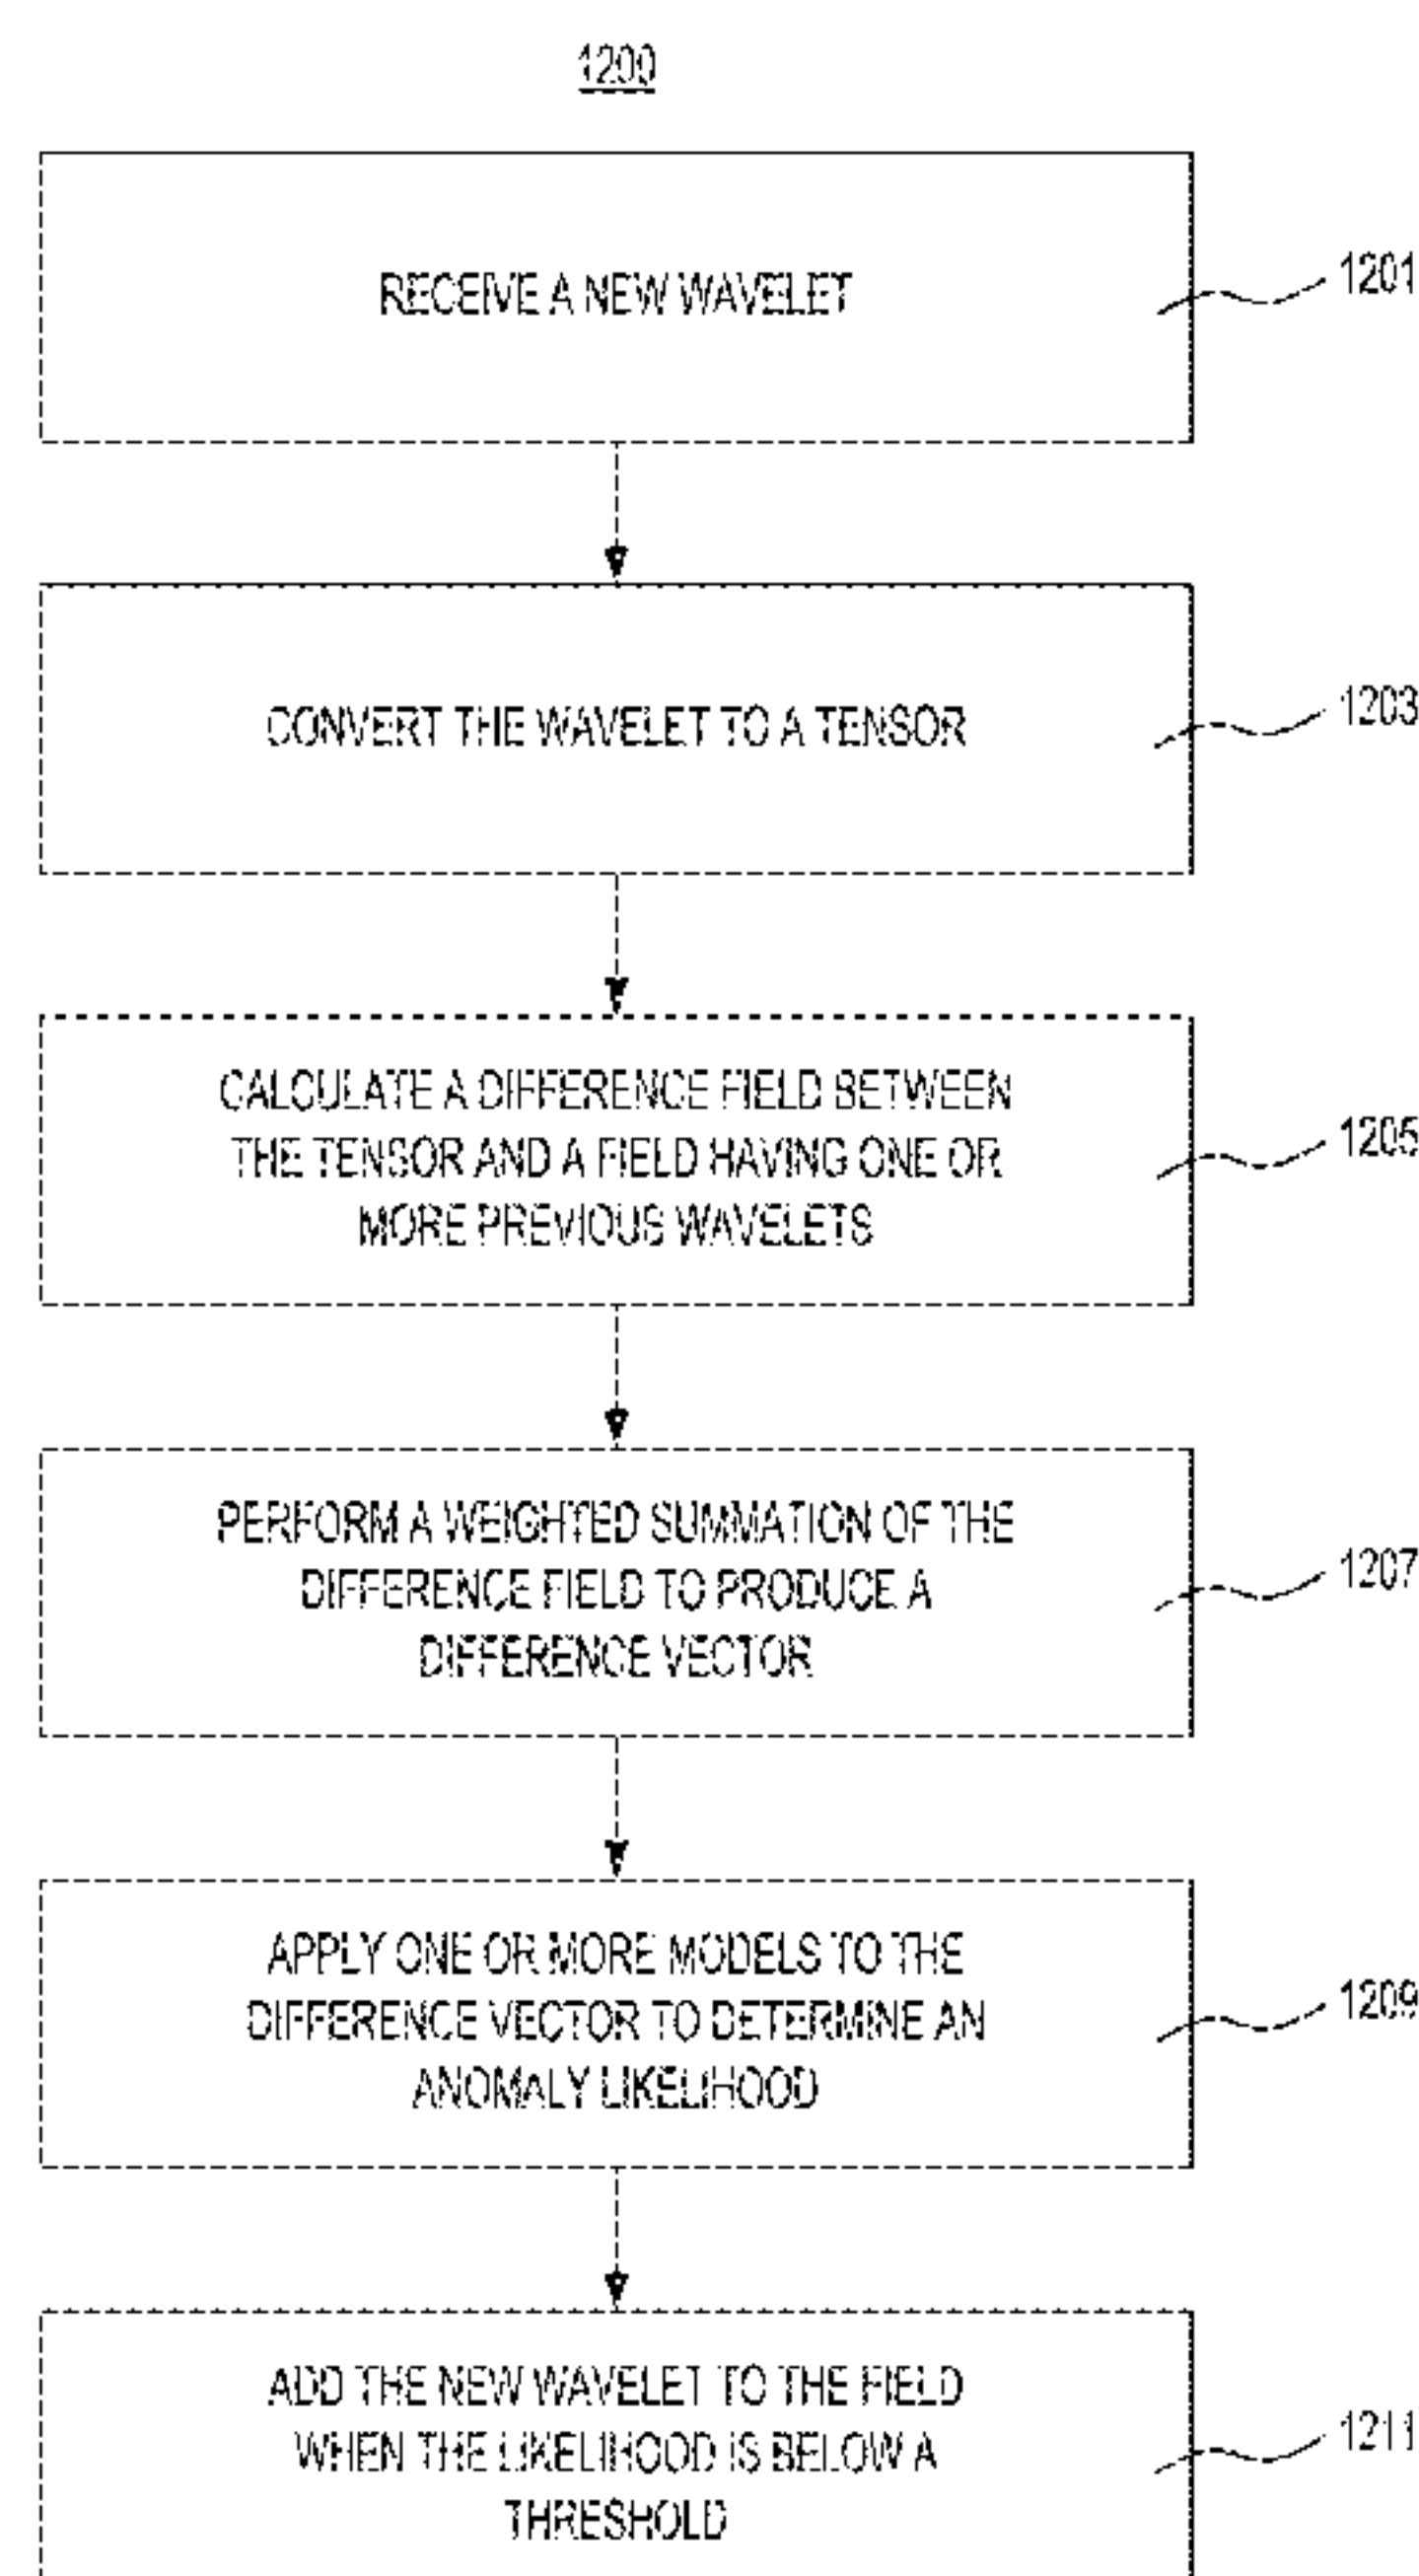 1200
RECEIVE A NEW WAVELET
1201
CONVERT THE WAVELET TO A TENSOR
1203
CALCULATE A DIFFERENCE FIELD BETWEEN
THE TENSOR AND A FIELD HAVING ONE OR
MORE PREVIOUS WAVELETS
1205
PERFORM A WEIGHTED SUMMATION OF THE
DIFFERENCE FIELD TO PRODUCE A
DIFFERENCE VECTOR
1207
APPLY ONE OR MORE MODELS TO THE
DIFFERENCE VECTOR TO DETERMINE AN
ANOMALY LIKELIHOOD
1209
ADD THE NEW WAVELET TO THE FIELD
WHEN THE LIKELIHOOD IS BELOW A
THRESHOLD
1211